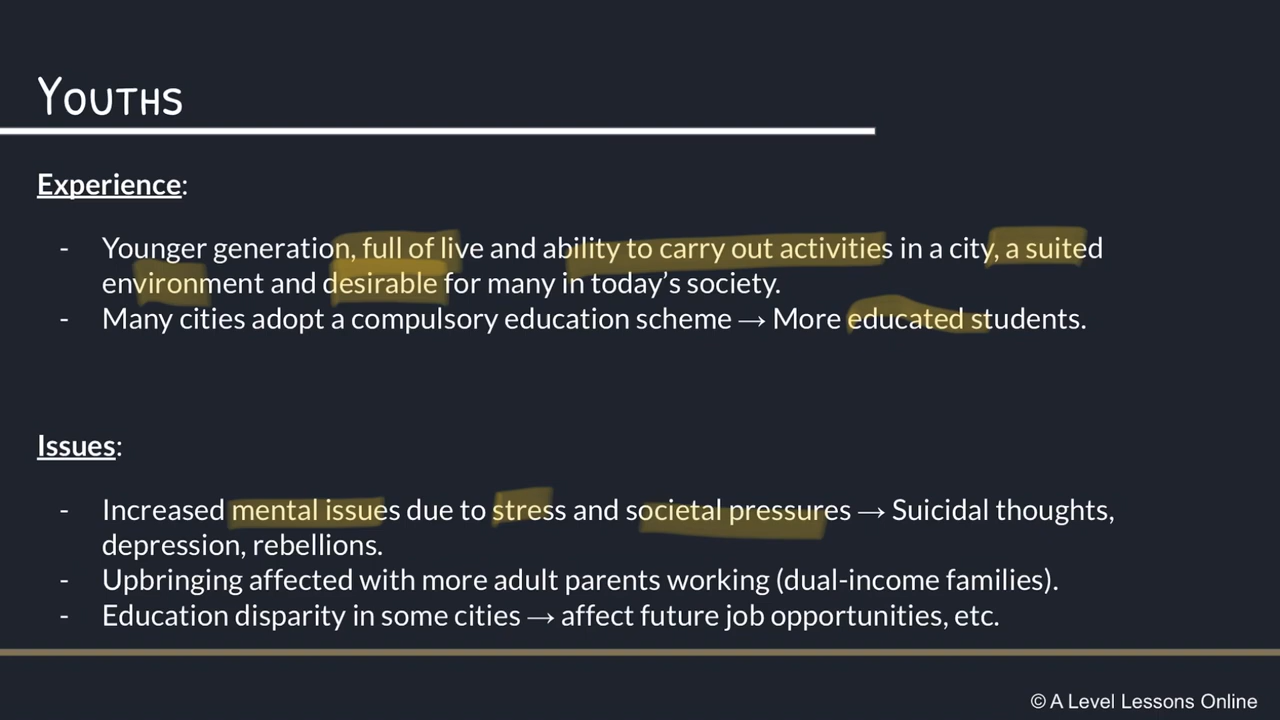 Youths
Experience:
- Younger generation, full of live and ability to carry out activities in a city, a suited
environment and desirable for many in today’s society.
- Many cities adopt a compulsory education scheme → More educated students.
Issues:
- Increased mental issues due to stress and societal pressures → Suicidal thoughts,
depression, rebellions.
- Upbringing affected with more adult parents working (dual-income families).
- Education disparity in some cities → affect future job opportunities, etc.
© A Level Lessons Online